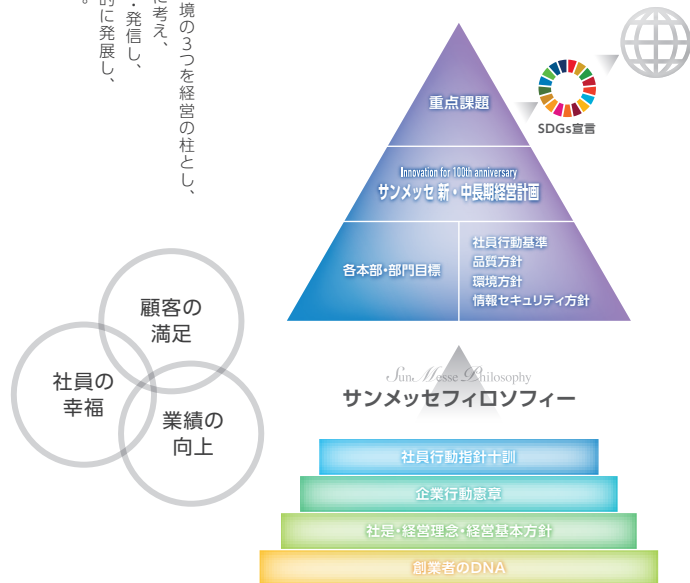 境の3つを経営の柱とし、
に考え、
・発信し、
的に発展し、
。
重点課題
SDGs宣言
Innovation for 100th anniversary
サンメッセ 新・中長期経営計画
各本部・部門目標
社員行動基準
品質方針
環境方針
情報セキュリティ方針
顧客の
満足
社員の
幸福
業績の
向上
Sun Messe Philosophy
サンメッセフィロソフィー
社員行動指針十訓
企業行動憲章
社是・経営理念・経営基本方針
創業者のDNA